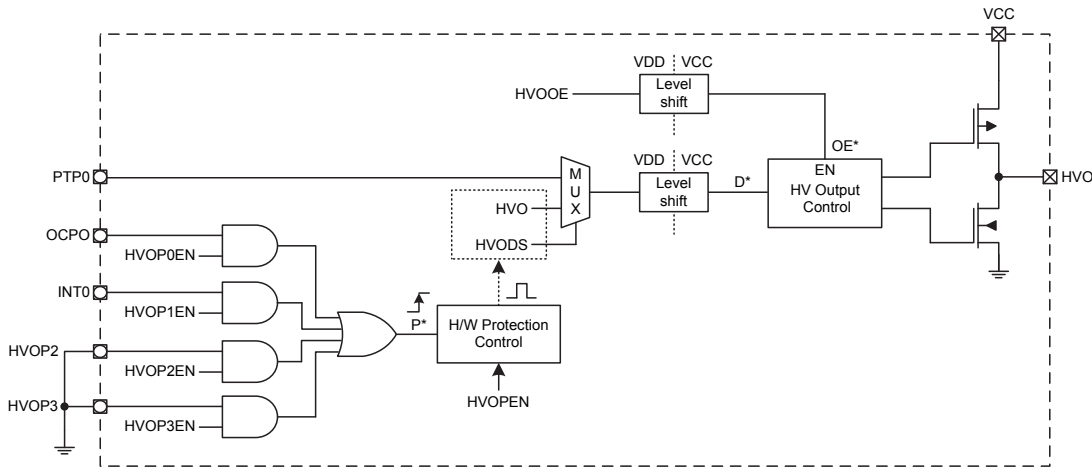 VCC
VDD VCC
HVOOE
Level
shift
OE*
PTP0
M
U
X
VDD VCC
Level
shift
D*
EN
HV Output
Control
HVO
HVO
HVODS
OCPO
HVOP0EN
INT0
HVOP1EN
P*
H/W Protection
Control
HVOP2
HVOP2EN
HVOPEN
HVOP3
HVOP3EN